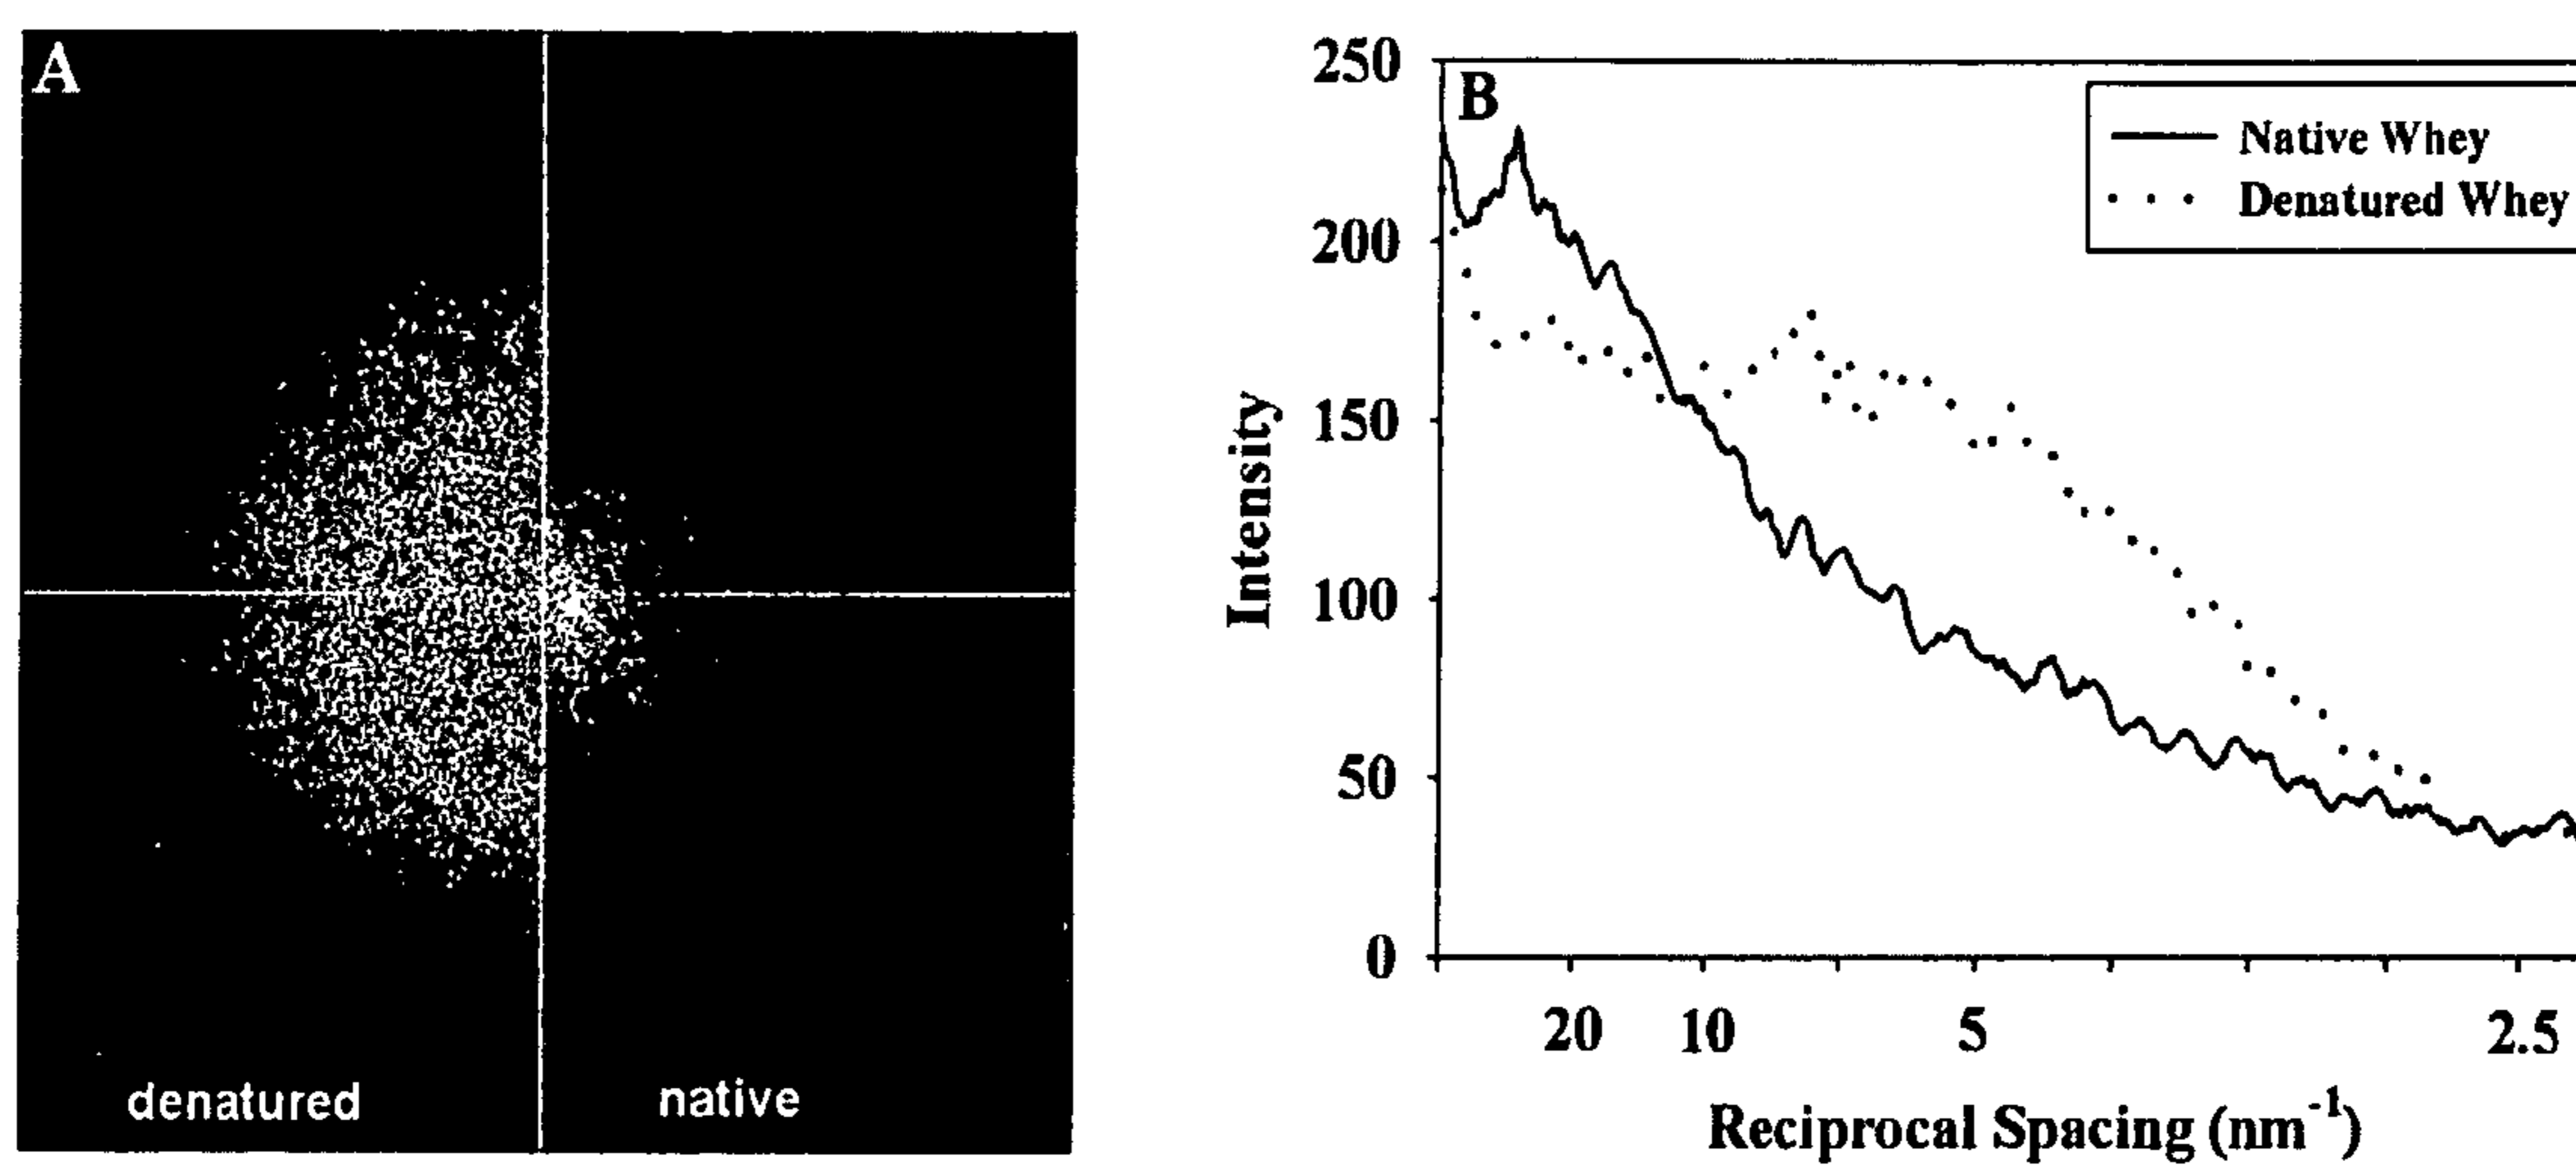 A
denatured
native
B
Native Whey
Denatured Whey
250
200
150
100
50
0
Intensity
20 10 5 2.5
Reciprocal Spacing (nm⁻¹)